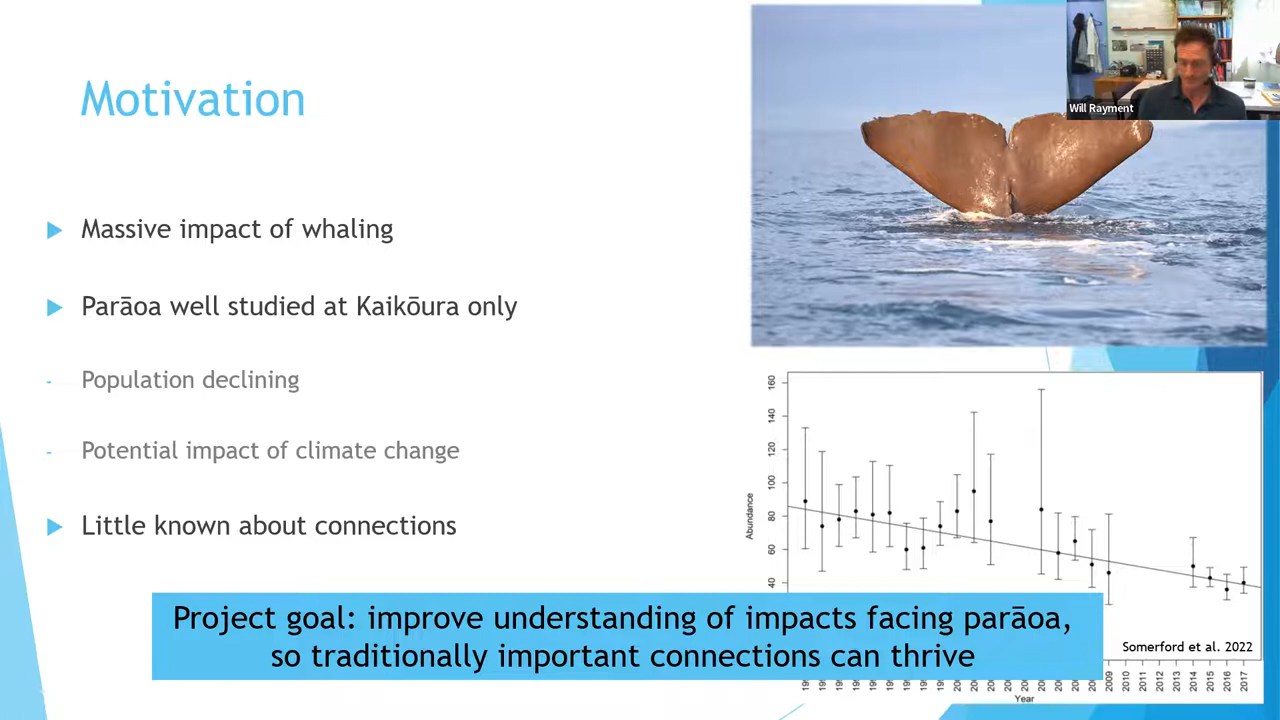 Motivation
Will Rayment
Massive impact of whaling
Parāoa well studied at Kaikōura only
- Population declining
- Potential impact of climate change
Little known about connections
Project goal: improve understanding of impacts facing parāoa,
so traditionally important connections can thrive
Abundance
160
140
120
100
80
60
40
Somerford et al. 2022
2009
2010
2011
2012
2013
2014
2015
2016
2017
Year